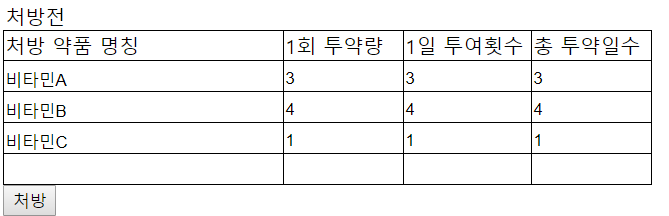 처방전
처방 약품 명칭 1회 투약량 1일 투여횟수 총 투약일수
비타민A 3 3 3
비타민B 4 4 4
비타민C 1 1 1
처방